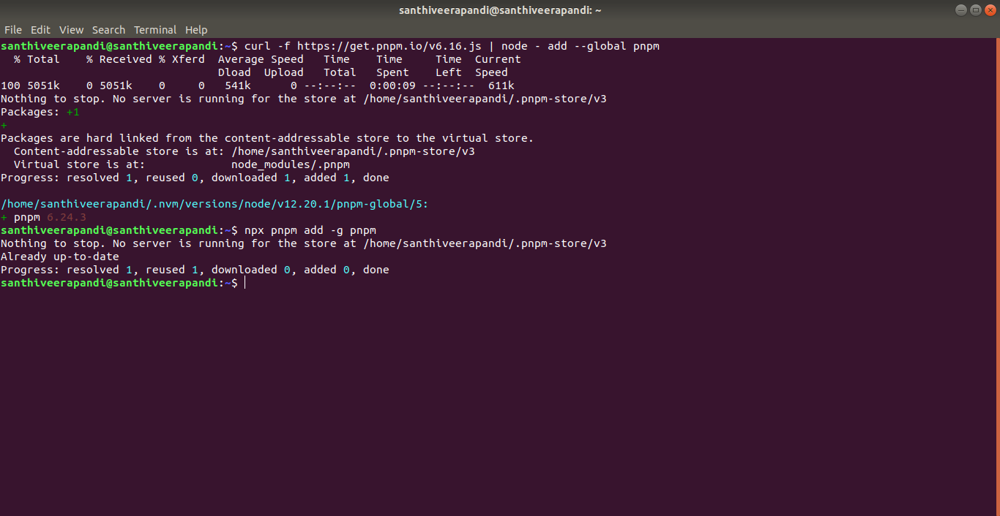 santhiveerapandi@santhiveerapandi: ~
File Edit View Search Terminal Help
santhiveerapandi@santhiveerapandi:~$ curl -f https://get.pnpm.io/v6.16.js | node - add --global pnpm
  % Total    % Received % Xferd  Average Speed   Time    Time     Time  Current
                                 Dload  Upload   Total   Spent    Left  Speed
100 5051k    0 5051k    0     0   541k      0 --:--:--  0:00:09 --:--:--  611k
Nothing to stop. No server is running for the store at /home/santhiveerapandi/.pnpm-store/v3
Packages: +1
+
Packages are hard linked from the content-addressable store to the virtual store.
  Content-addressable store is at: /home/santhiveerapandi/.pnpm-store/v3
  Virtual store is at:             node_modules/.pnpm
Progress: resolved 1, reused 0, downloaded 1, added 1, done
/home/santhiveerapandi/.nvm/versions/node/v12.20.1/pnpm-global/5:
+ pnpm 6.24.3
santhiveerapandi@santhiveerapandi:~$ npx pnpm add -g pnpm
Nothing to stop. No server is running for the store at /home/santhiveerapandi/.pnpm-store/v3
Already up-to-date
Progress: resolved 1, reused 1, downloaded 0, added 0, done
santhiveerapandi@santhiveerapandi:~$